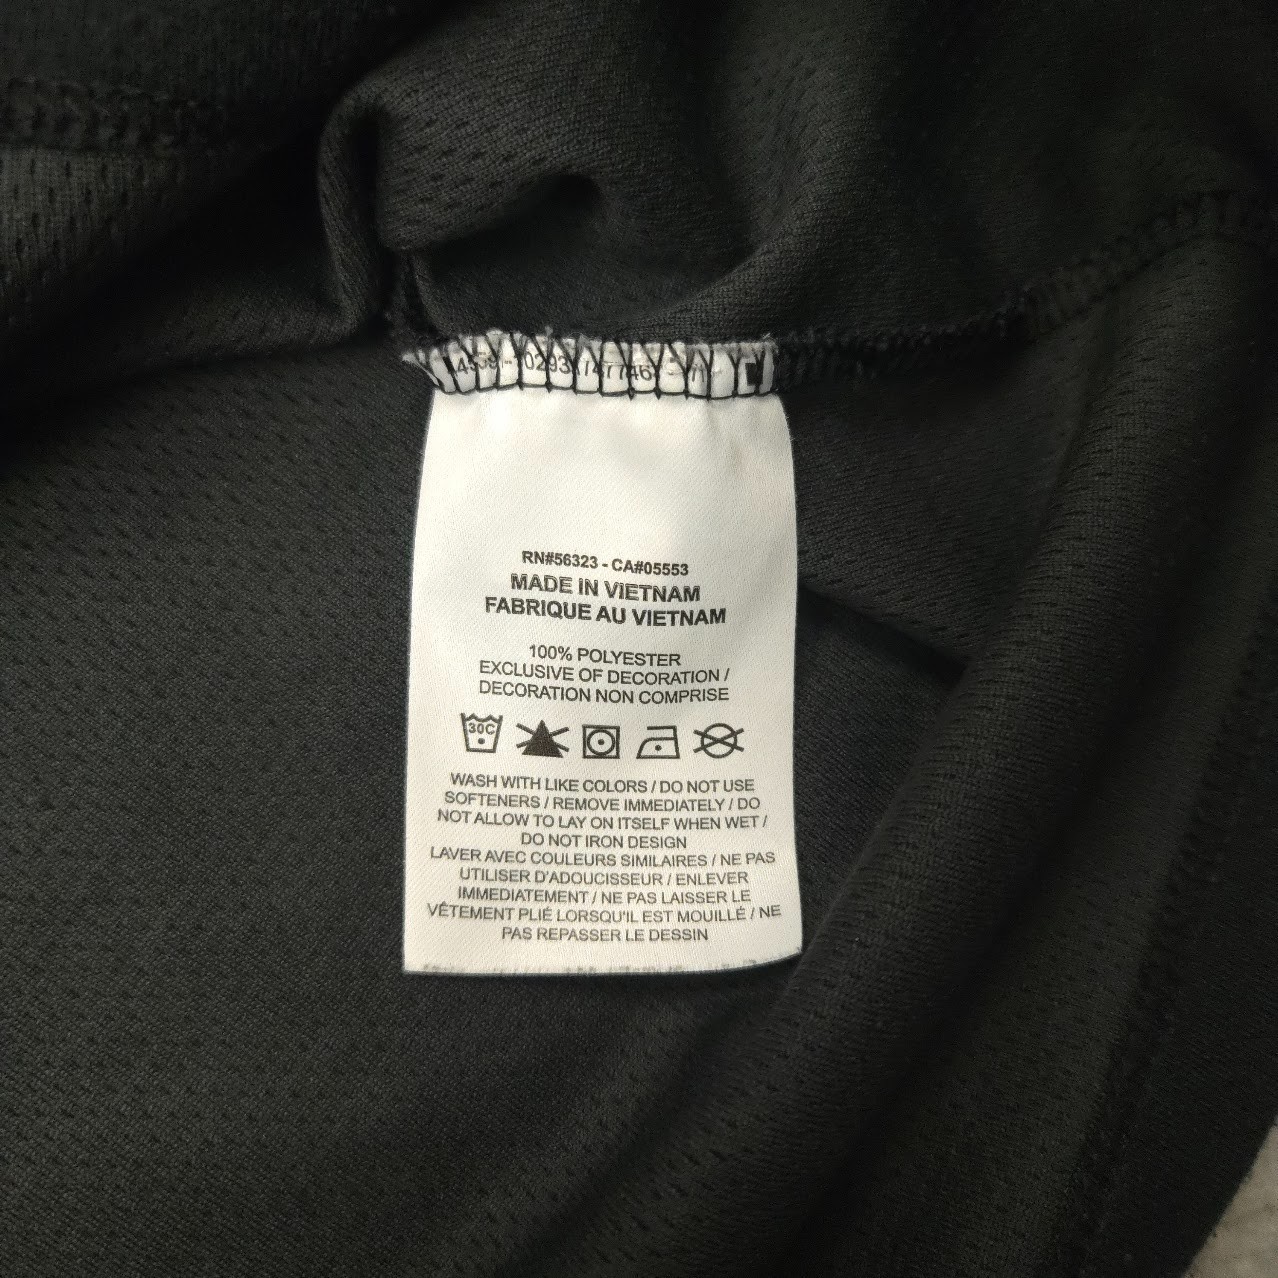 RN#56323 - CA#05553
MADE IN VIETNAM
FABRIQUE AU VIETNAM
100% POLYESTER
EXCLUSIVE OF DECORATION /
DECORATION NON COMPRISE
30C
WASH WITH LIKE COLORS / DO NOT USE
SOFTENERS / REMOVE IMMEDIATELY / DO
NOT ALLOW TO LAY ON ITSELF WHEN WET /
DO NOT IRON DESIGN
LAVER AVEC COULEURS SIMILAIRES / NE PAS
UTILISER D'ADOUCISSEUR / ENLEVER
IMMEDIATEMENT / NE PAS LAISSER LE
VÊTEMENT PLIÉ LORSQU'IL EST MOUILLÉ / NE
PAS REPASSER LE DESSIN